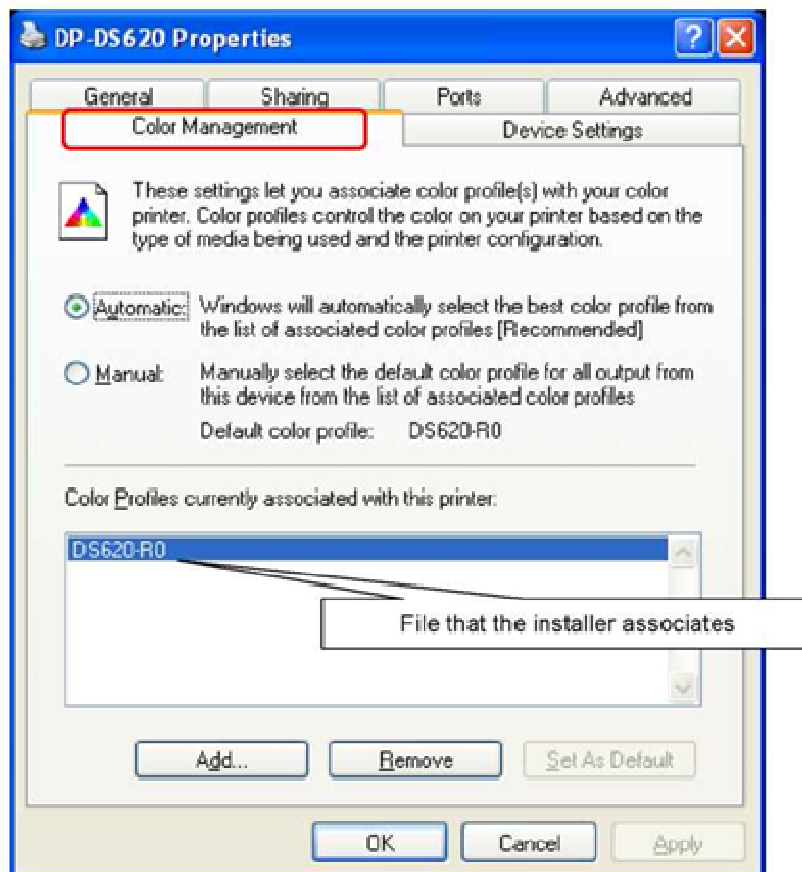 DP-DS620 Properties
General Sharing Ports Advanced
Color Management Device Settings
These settings let you associate color profile(s) with your color
printer. Color profiles control the color on your printer based on the
type of media being used and the printer configuration.
Automatic: Windows will automatically select the best color profile from
the list of associated color profiles [Recommended]
Manual: Manually select the default color profile for all output from
this device from the list of associated color profiles
Default color profile: DS620-R0
Color Profiles currently associated with this printer:
DS620-R0
File that the installer associates
Add... Remove Set As Default
OK Cancel Apply